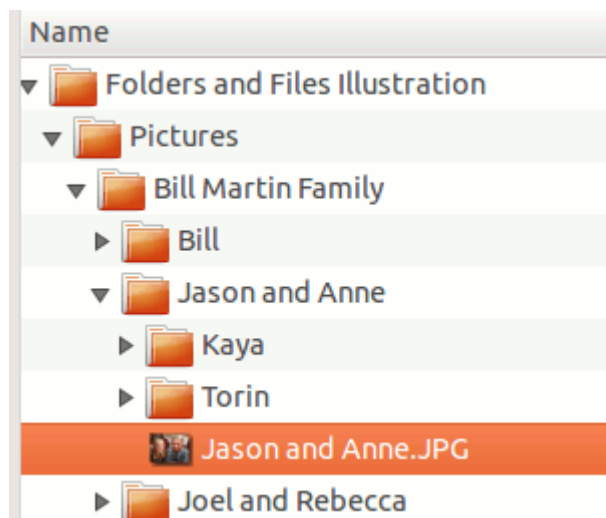 Name
Folders and Files Illustration
Pictures
Bill Martin Family
Bill
Jason and Anne
Kaya
Torin
Jason and Anne.JPG
Joel and Rebecca